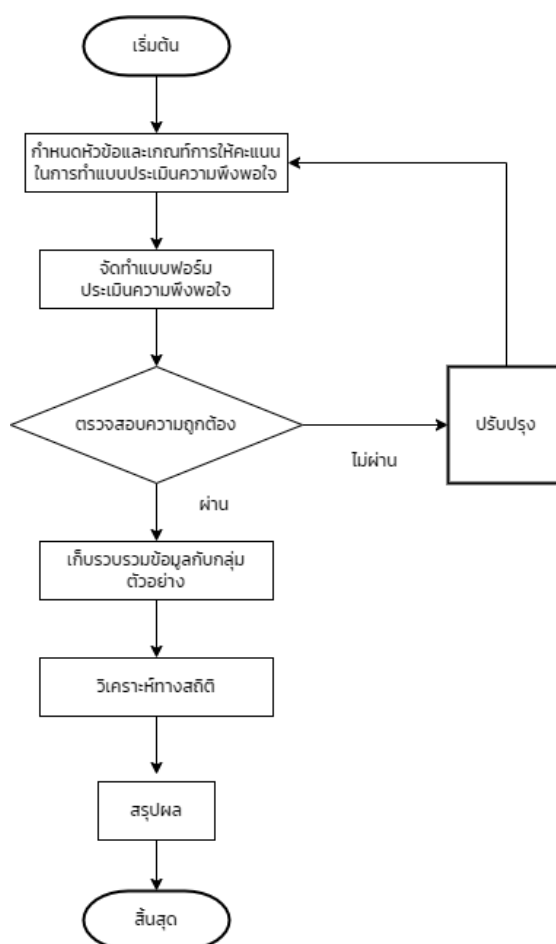 เริ่มต้น
กำหนดหัวข้อและเกณท์การให้คะแนน
ในการทำแบบประเมินความพึงพอใจ
จัดทำแบบฟอร์ม
ประเมินความพึงพอใจ
ตรวจสอบความถูกต้อง
ปรับปรุง
ไม่ผ่าน
ผ่าน
เก็บรวบรวมข้อมูลกับกลุ่ม
ตัวอย่าง
วิเคราะห์ทางสถิติ
สรุปผล
สิ้นสุด